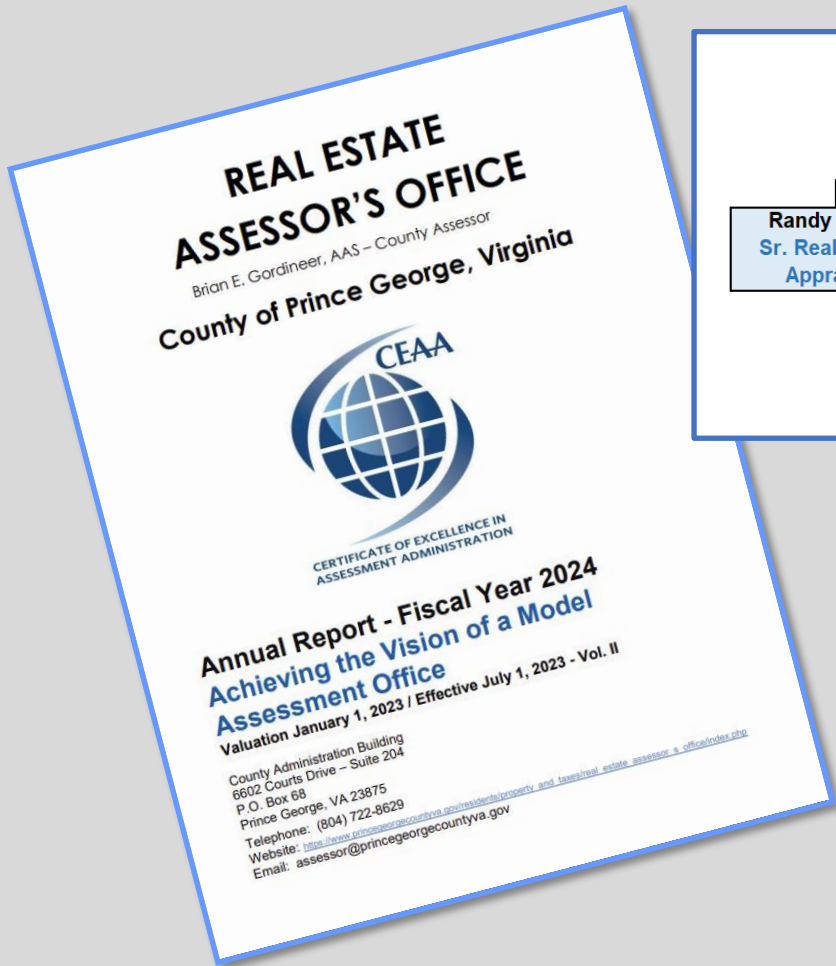 REAL ESTATE
ASSESSOR'S OFFICE
Brian E. Gordineer, AAS – County Assessor
County of Prince George, Virginia
CEAA
CERTIFICATE OF EXCELLENCE IN
ASSESSMENT ADMINISTRATION
Annual Report - Fiscal Year 2024
Achieving the Vision of a Model
Assessment Office
Valuation January 1, 2023 / Effective July 1, 2023 - Vol. II
County Administration Building
6602 Courts Drive – Suite 204
P.O. Box 68
Prince George, VA 23875
Telephone: (804) 722-8629
Website: https://www.princegeorgecountyva.gov/residents/property_and_taxes/real_estate_assessor_s_office/index.php
Email: assessor@princegeorgecountyva.gov
Randy
Sr. Real
Appra